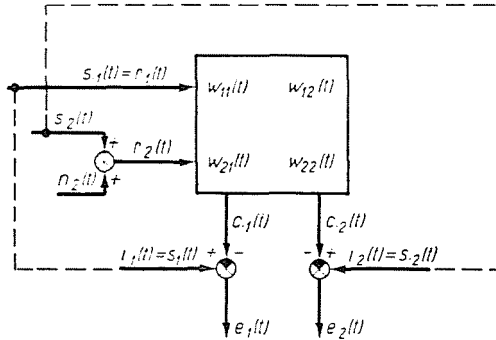 s₁(t)=r₁(t)
w₁₁(t) w₁₂(t)
s₂(t)
+
r₂(t)
w₂₁(t) w₂₂(t)
n₂(t) +
c₁(t) c₂(t)
i₁(t)=s₁(t) + - - + i₂(t)=s₂(t)
e₁(t) e₂(t)